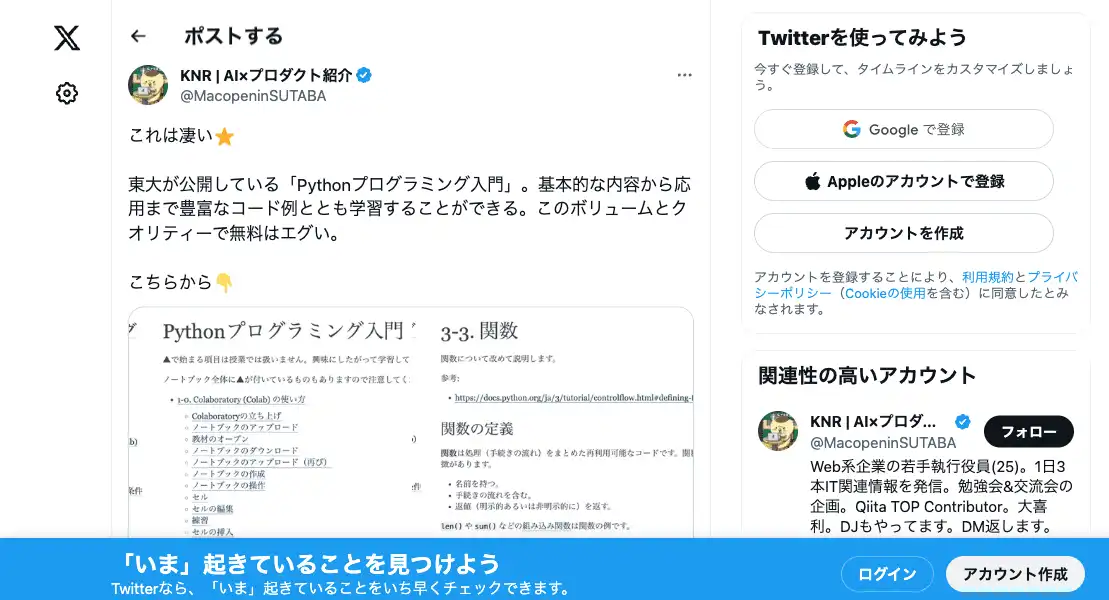 ポストする
KNR | AI×プロダクト紹介
@MacopeninSUTABA
これは凄い⭐
東大が公開している「Pythonプログラミング入門」。基本的な内容から応
用まで豊富なコード例ととも学習することができる。このボリュームとク
オリティーで無料はエグい。
こちらから👇
Pythonプログラミング入門
▲で始まる項目は授業では扱いません。興味にしたがって学習して
ノートブック全体に▲が付いているものもありますので注意してく
1-0. Colaboratory (Colab) の使い方
Colaboratoryの立ち上げ
ノートブックのアップロード
教材のオープン
ノートブックのダウンロード
ノートブックのアップロード（再び）
ノートブックの作成
ノートブックの操作
セル
セルの編集
練習
セルの挿入
b)
条件
3-3. 関数
関数について改めて説明します。
参考:
https://docs.python.org/ja/3/tutorial/controlflow.html#defining-f
関数の定義
関数は処理（手続きの流れ）をまとめた再利用可能なコードです。関
徴があります。
名前を持つ。
手続きの流れを含む。
返値（明示的あるいは非明示的に）を返す。
len() や sum() などの組み込み関数は関数の例です。
Twitterを使ってみよう
今すぐ登録して、タイムラインをカスタマイズしましょ
う。
Google で登録
Appleのアカウントで登録
アカウントを作成
アカウントを登録することにより、利用規約とプライバ
シーポリシー（Cookieの使用を含む）に同意したとみ
なされます。
関連性の高いアカウント
KNR | AI×プロダ...
@MacopeninSUTABA
フォロー
Web系企業の若手執行役員(25)。1日3
本IT関連情報を発信。勉強会&交流会の
企画。Qiita TOP Contributor。大喜
利。DJもやってます。DM返します。
「いま」起きていることを見つけよう
Twitterなら、「いま」起きていることをいち早くチェックできます。
ログイン
アカウント作成